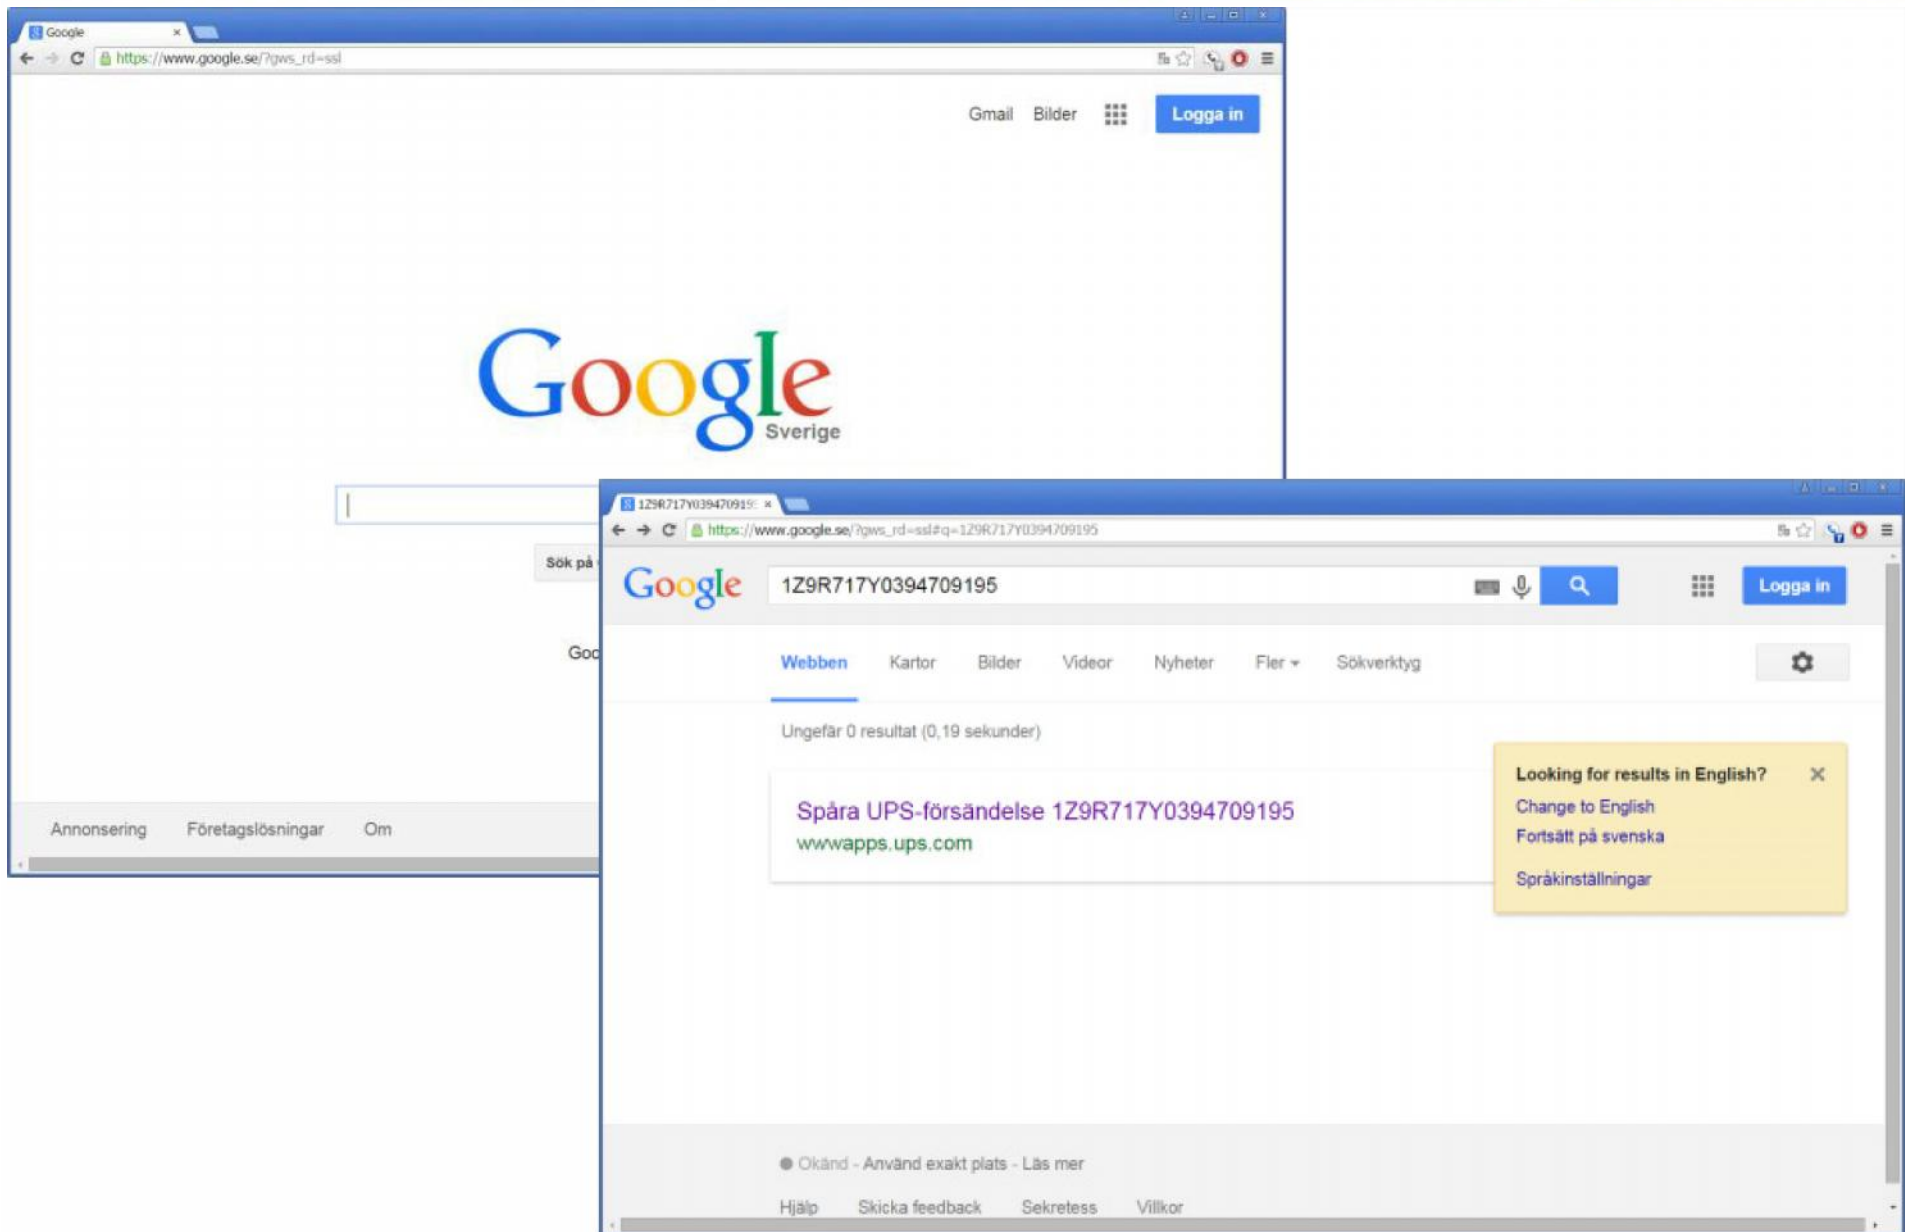 Google
https://www.google.se/?gws_rd=ssl
Gmail Bilder Logga in
Google
Sverige
Sök på
Goo
Annonsering Företagslösningar Om
1Z9R717Y0394709195
https://www.google.se/?gws_rd=ssl#q=1Z9R717Y0394709195
Google 1Z9R717Y0394709195 Logga in
Webben Kartor Bilder Videor Nyheter Fler Sökverktyg
Ungefär 0 resultat (0,19 sekunder)
Spåra UPS-försändelse 1Z9R717Y0394709195
wwwapps.ups.com
Looking for results in English?
Change to English
Fortsätt på svenska
Språkinställningar
Okänd - Använd exakt plats - Läs mer
Hjälp Skicka feedback Sekretess Villkor